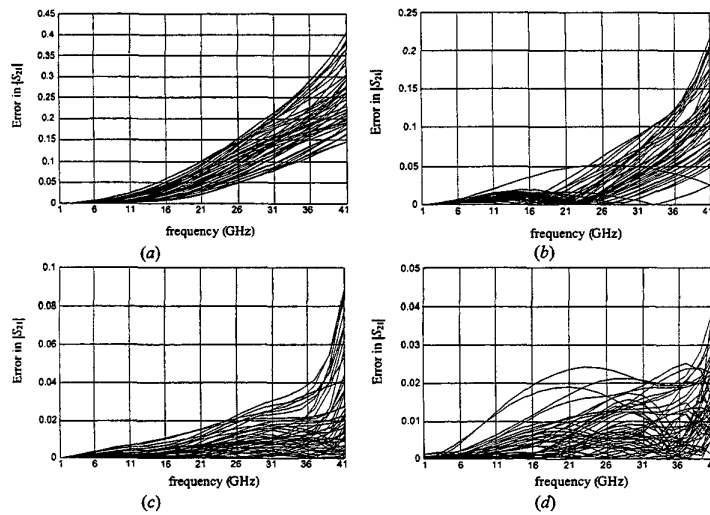 0.45
0.4
0.35
0.3
0.25
0.2
0.15
0.1
0.05
0
Error in |S21|
1 6 11 16 21 26 31 36 41
frequency (GHz)
(a)
0.25
0.2
0.15
0.1
0.05
0
Error in |S21|
1 6 11 16 21 26 31 36 41
frequency (GHz)
(b)
0.1
0.08
0.06
0.04
0.02
0
Error in |S21|
1 6 11 16 21 26 31 36 41
frequency (GHz)
(c)
0.05
0.04
0.03
0.02
0.01
0
Error in |S21|
1 6 11 16 21 26 31 36 4
frequency (GHz)
(d)